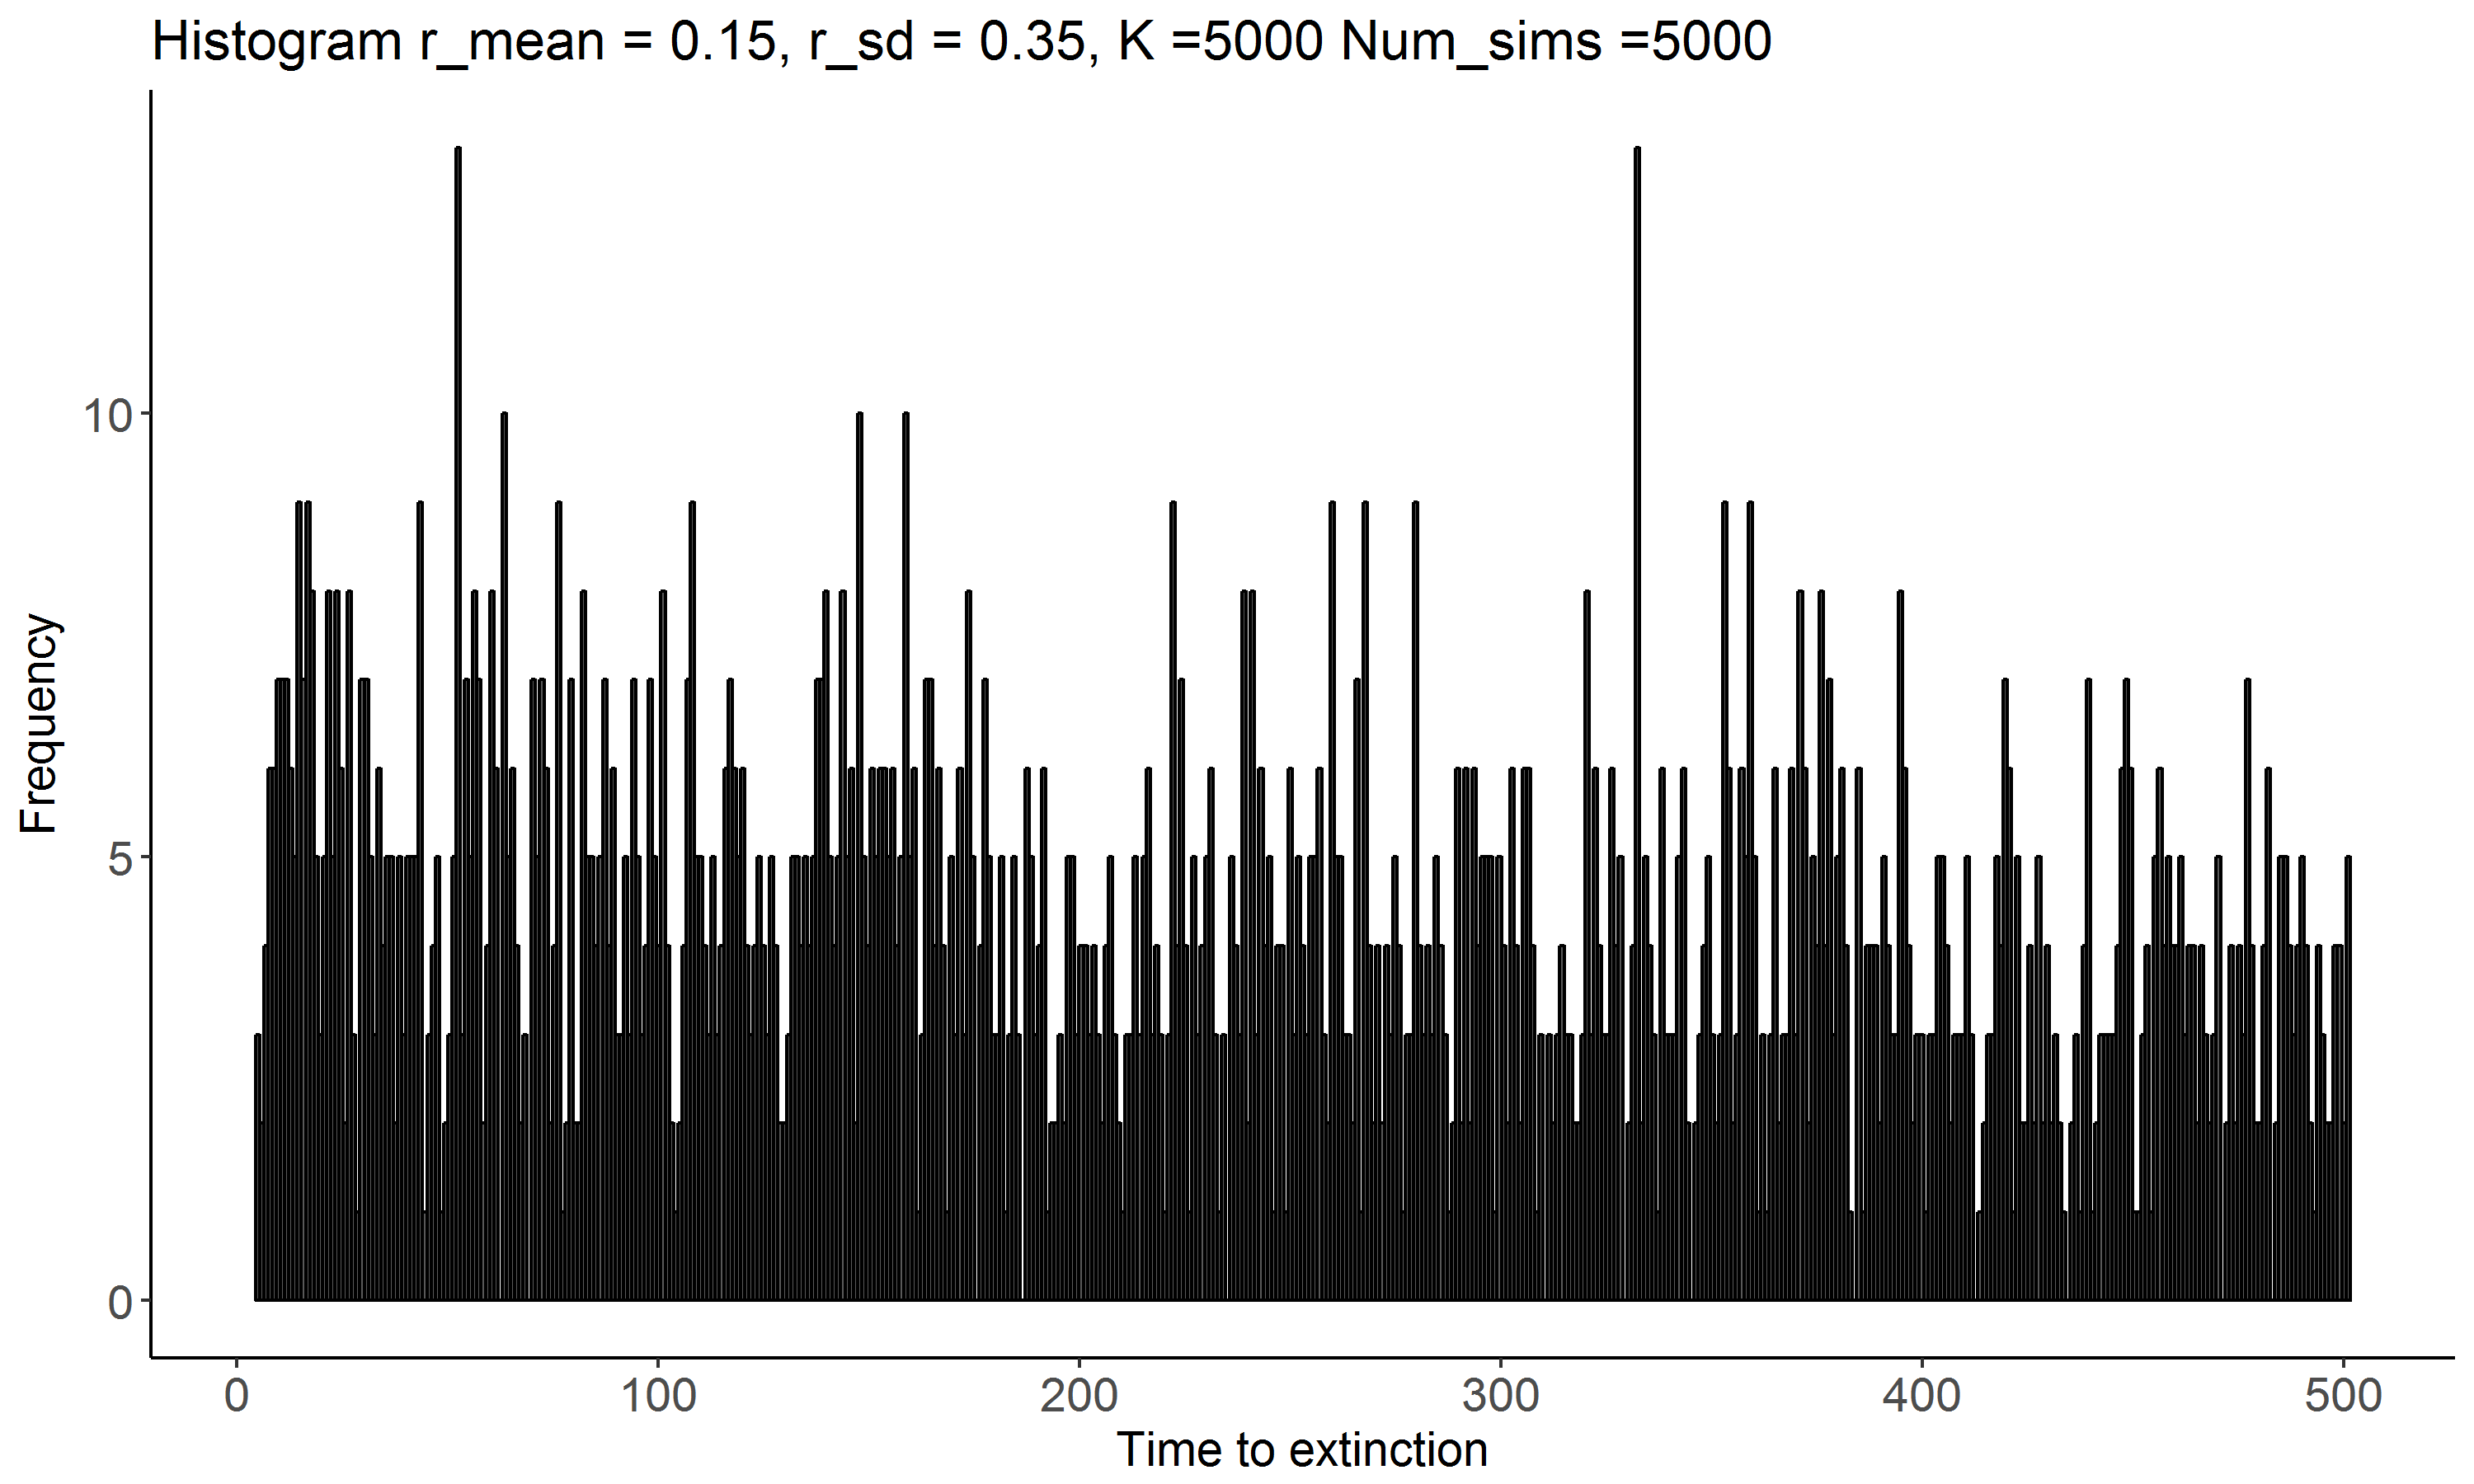 Histogram r_mean = 0.15, r_sd = 0.35, K =5000 Num_sims =5000
Frequency
10
5
0
0 100 200 300 400 500
Time to extinction